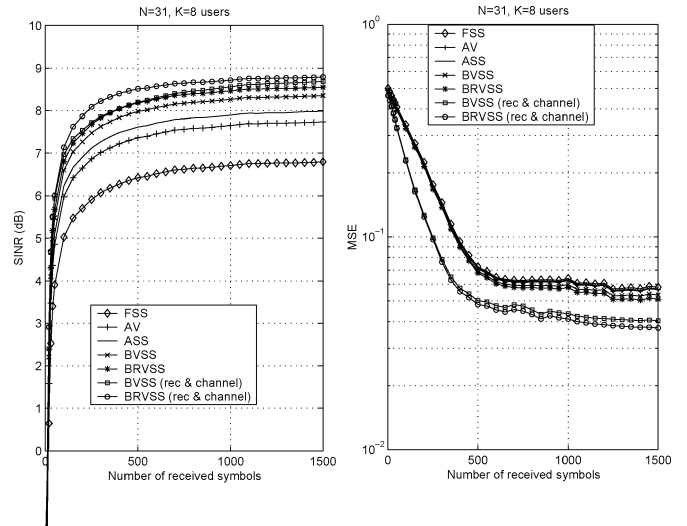 N=31, K=8 users
10
9
8
7
6
5
4
3
2
1
0
SINR (dB)
FSS
AV
ASS
BVSS
BRVSS
BVSS (rec & channel)
BRVSS (rec & channel)
0
500
1000
1500
Number of received symbols
N=31, K=8 users
10^0
10^-1
10^-2
MSE
FSS
AV
ASS
BVSS
BRVSS
BVSS (rec & channel)
BRVSS (rec & channel)
0
500
1000
1500
Number of received symbols